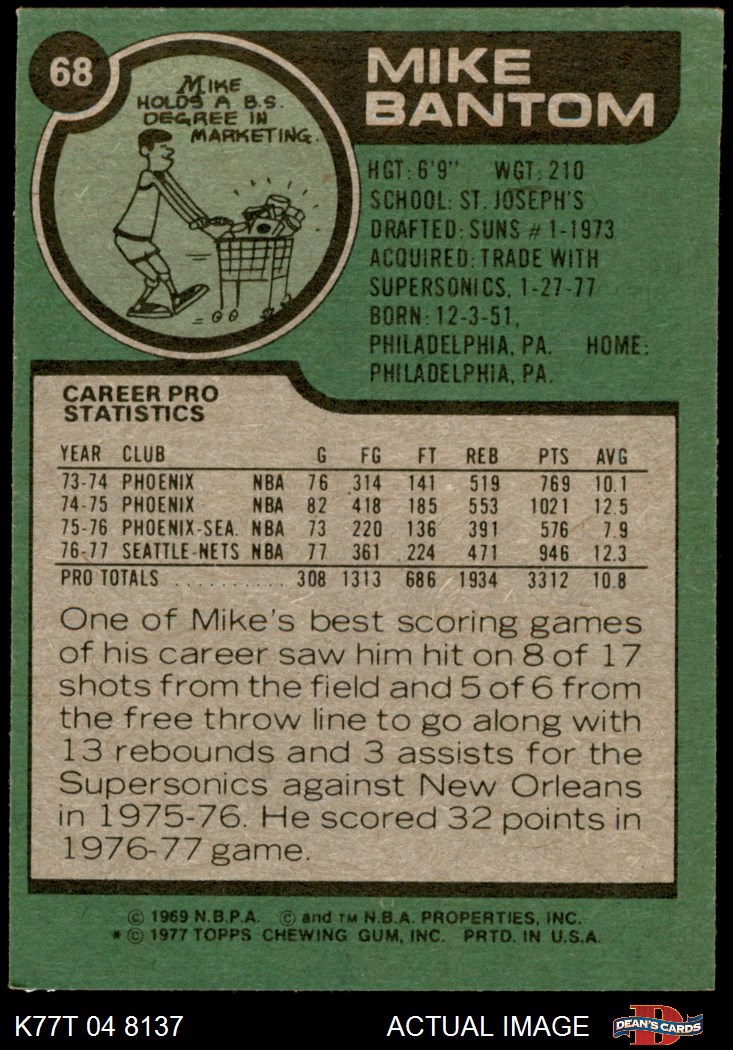 68
MIKE
HOLDS A B.S.
DEGREE IN
MARKETING.
MIKE
BANTOM
HGT: 6'9" WGT: 210
SCHOOL: ST. JOSEPH'S
DRAFTED: SUNS #1-1973
ACQUIRED: TRADE WITH
SUPERSONICS, 1-27-77
BORN: 12-3-51,
PHILADELPHIA, PA. HOME:
PHILADELPHIA, PA.
CAREER PRO
STATISTICS
YEAR CLUB G FG FT REB PTS AVG
73-74 PHOENIX NBA 76 314 141 519 769 10.1
74-75 PHOENIX NBA 82 418 185 553 1021 12.5
75-76 PHOENIX-SEA. NBA 73 220 136 391 576 7.9
76-77 SEATTLE-NETS NBA 77 361 224 471 946 12.3
PRO TOTALS .......... 308 1313 686 1934 3312 10.8
One of Mike's best scoring games
of his career saw him hit on 8 of 17
shots from the field and 5 of 6 from
the free throw line to go along with
13 rebounds and 3 assists for the
Supersonics against New Orleans
in 1975-76. He scored 32 points in
1976-77 game.
© 1969 N.B.P.A. © and TM N.B.A. PROPERTIES, INC.
* © 1977 TOPPS CHEWING GUM, INC. PRTD. IN U.S.A.
K77T 04 8137 ACTUAL IMAGE D DEAN'S CARDS